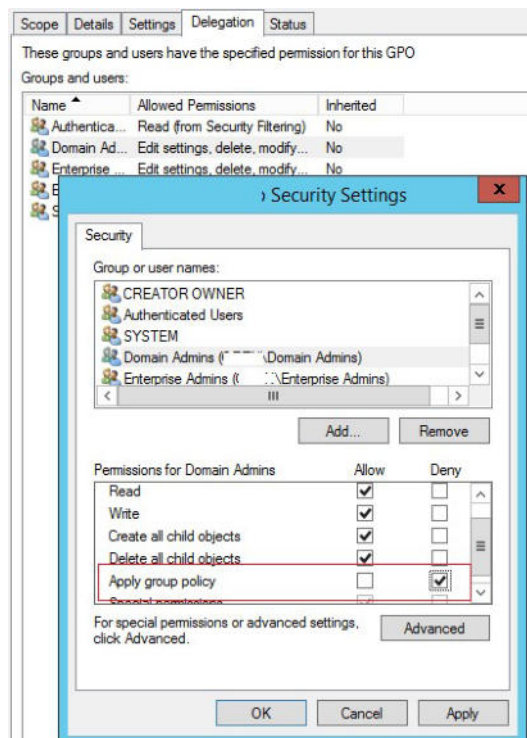 Scope Details Settings Delegation Status
These groups and users have the specified permission for this GPO
Groups and users:
Name Allowed Permissions Inherited
Authentica... Read (from Security Filtering) No
Domain Ad... Edit settings, delete, modify... No
Enterprise ... Edit settings, delete, modify... No
E
S
Security Settings
x
Security
Group or user names:
CREATOR OWNER
Authenticated Users
SYSTEM
Domain Admins ( \Domain Admins)
Enterprise Admins ( \Enterprise Admins)
Add... Remove
Permissions for Domain Admins Allow Deny
Read
Write
Create all child objects
Delete all child objects
Apply group policy
Special permissions
For special permissions or advanced settings,
click Advanced.
Advanced
OK Cancel Apply